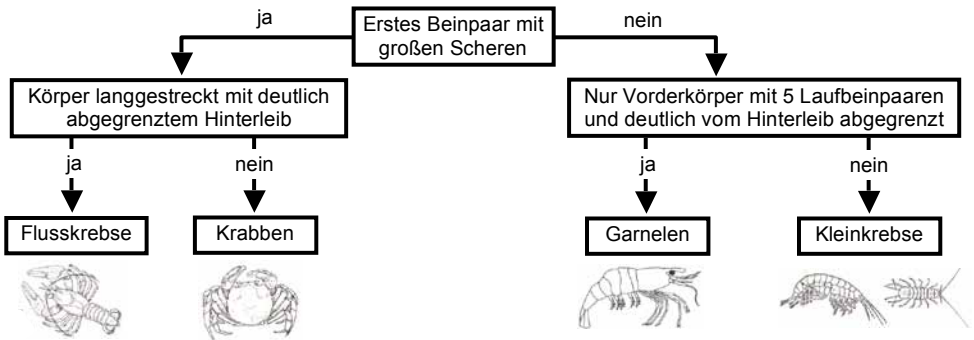 ja
Erstes Beinpaar mit
großen Scheren
nein
Körper langgestreckt mit deutlich
abgegrenztem Hinterleib
Nur Vorderkörper mit 5 Laufbeinpaaren
und deutlich vom Hinterleib abgegrenzt
ja
nein
ja
nein
Flusskrebse
Krabben
Garnelen
Kleinkrebse